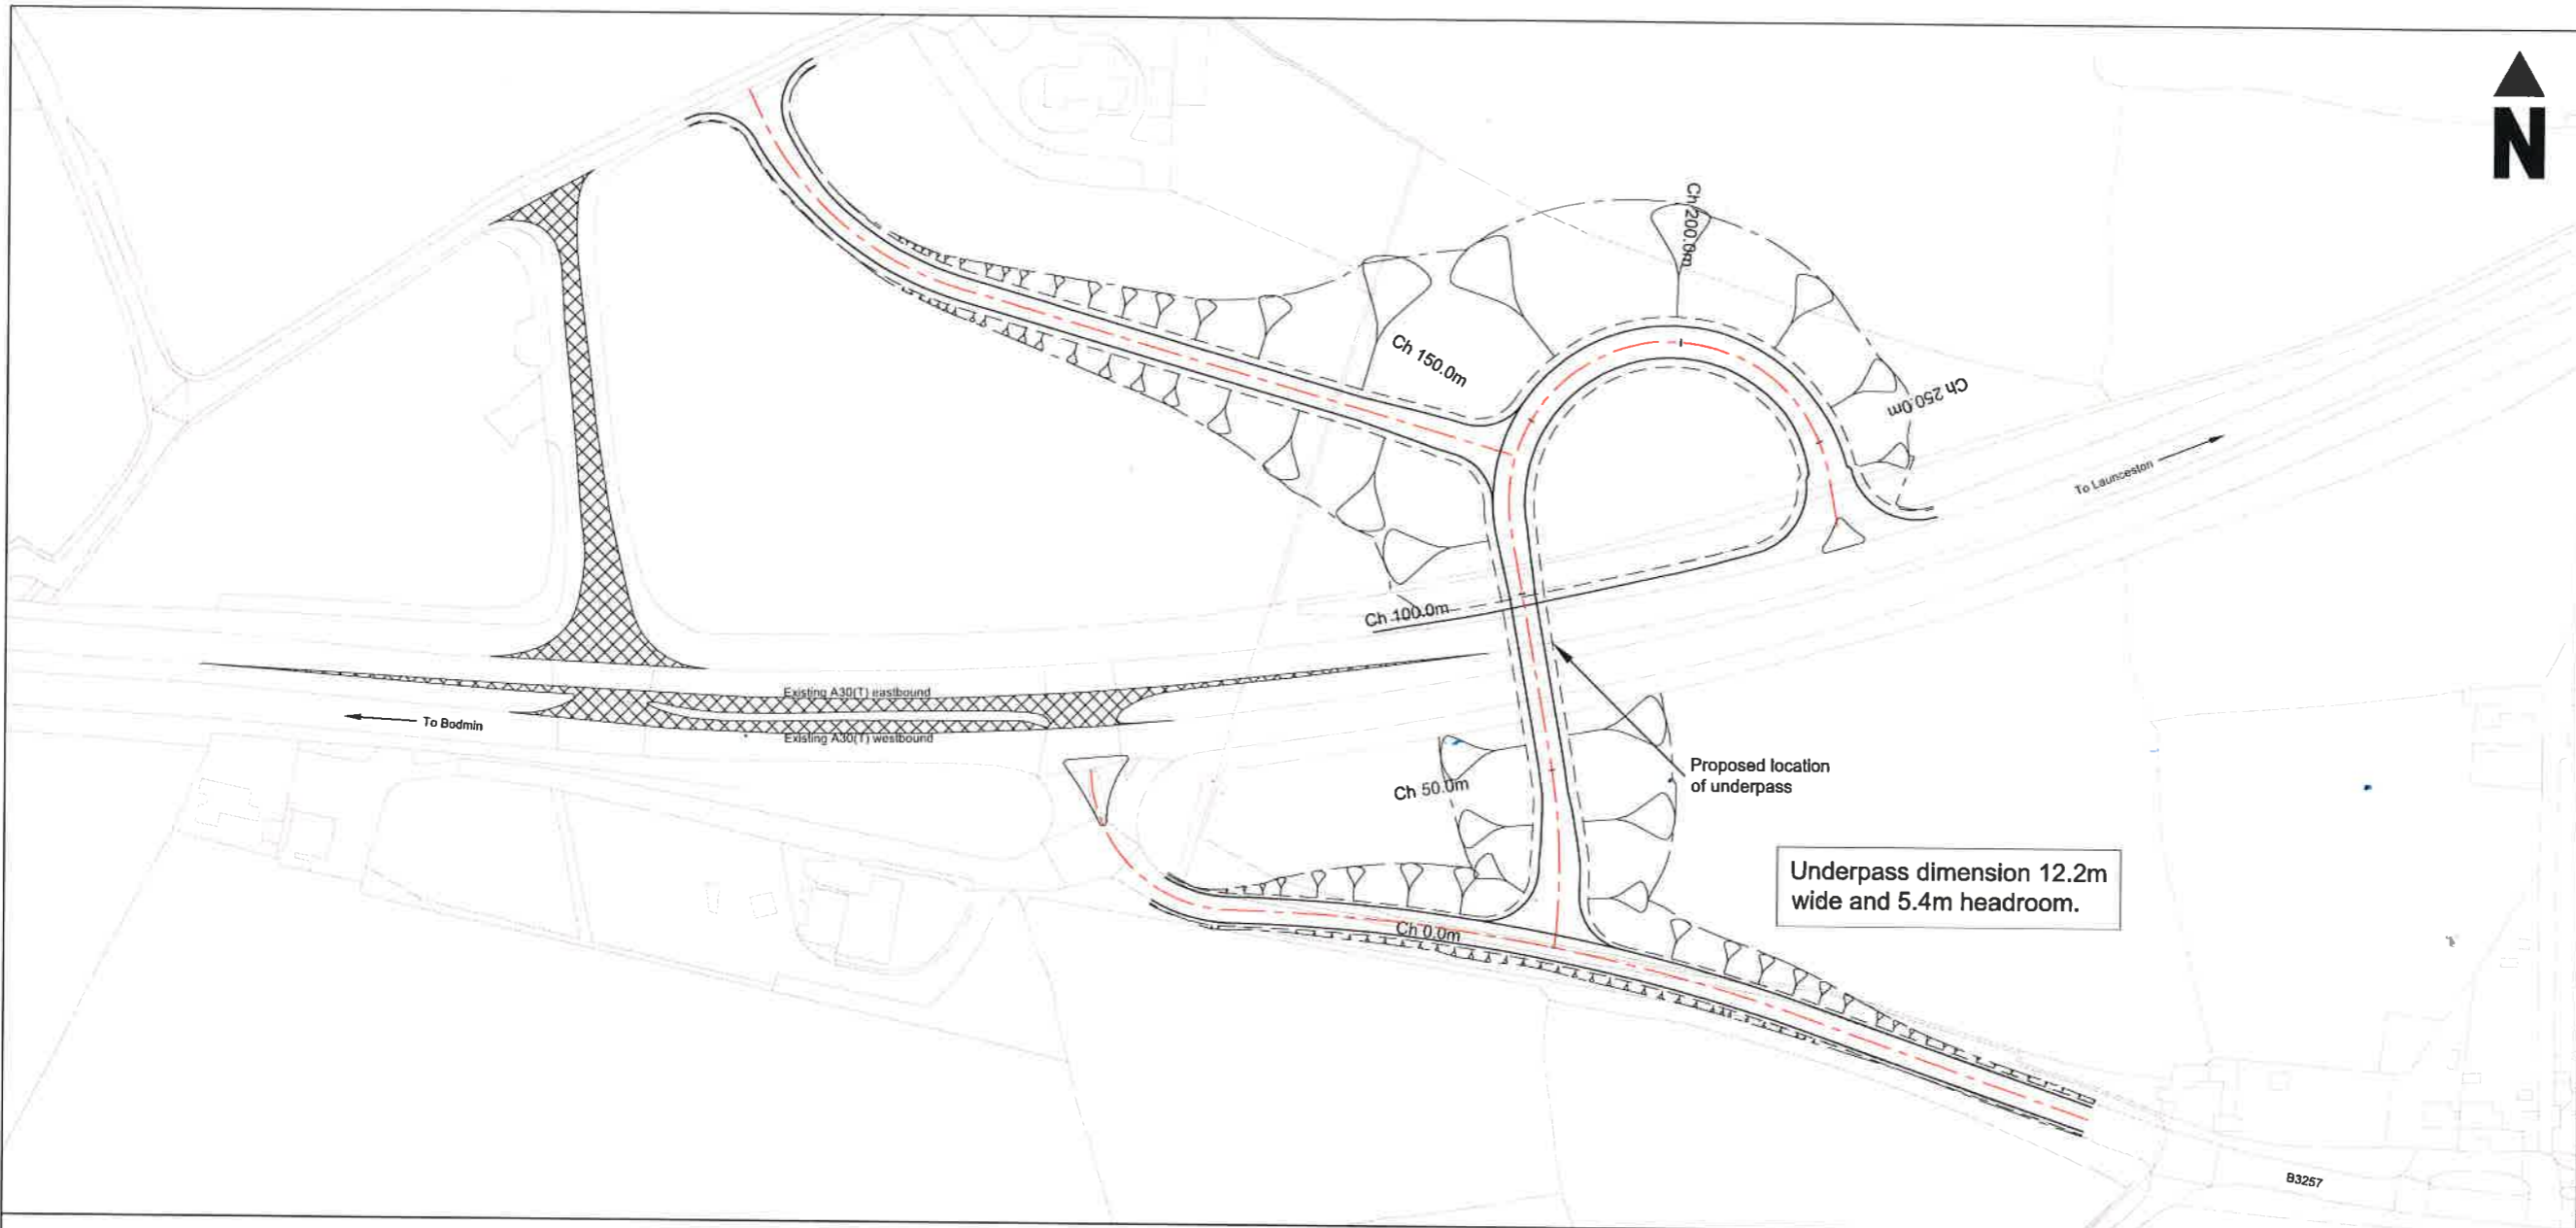 N
Ch 200.0m
Ch 150.0m
Ch 250.0m
To Launceston
Ch 100.0m
Existing A30(T) eastbound
To Bodmin
Existing A30(T) westbound
Proposed location
of underpass
Ch 50.0m
Underpass dimension 12.2m
wide and 5.4m headroom.
Ch 0.0m
B3257